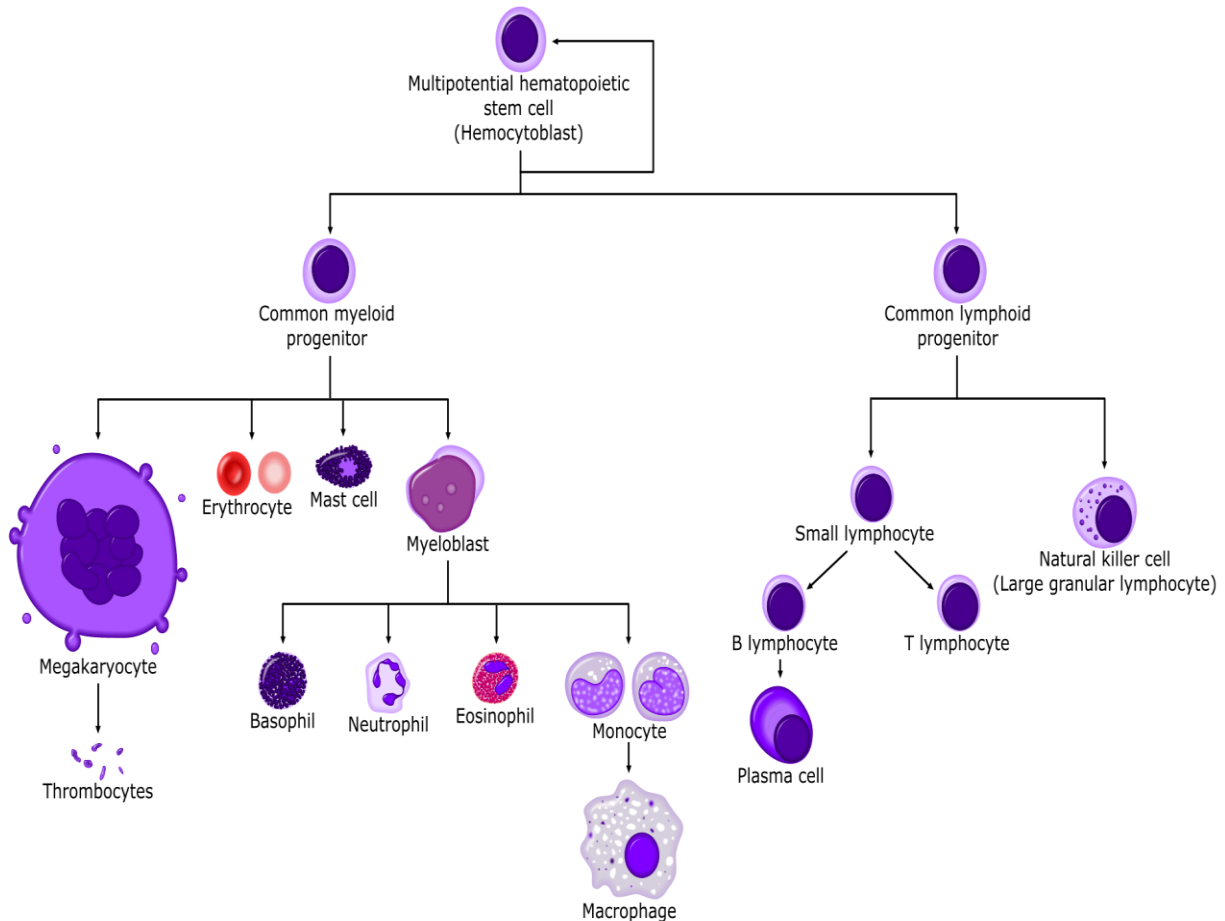 Multipotential hematopoietic
stem cell
(Hemocytoblast)
Common myeloid
progenitor
Common lymphoid
progenitor
Erythrocyte
Mast cell
Myeloblast
Small lymphocyte
Natural killer cell
(Large granular lymphocyte)
B lymphocyte
T lymphocyte
Megakaryocyte
Basophil
Neutrophil
Eosinophil
Monocyte
Plasma cell
Thrombocytes
Macrophage